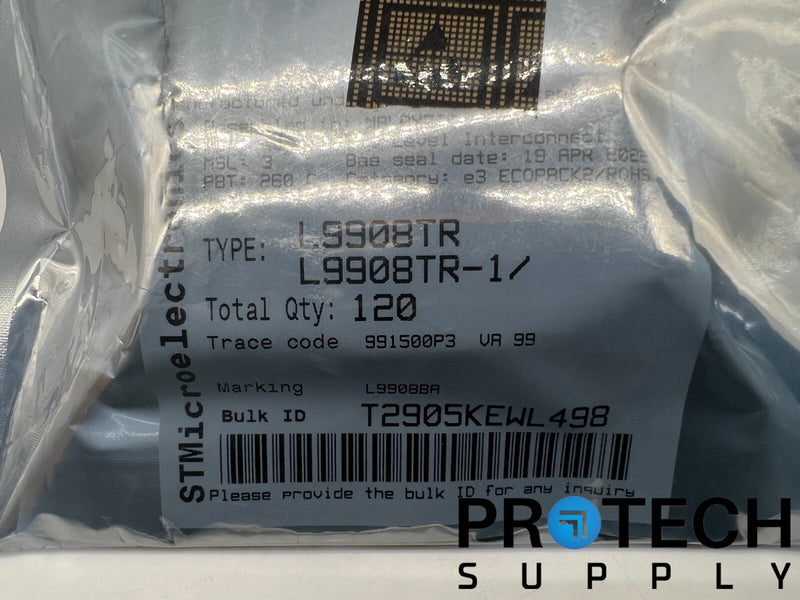 Level Interconnect
MSL: 3 Bag seal date: 19 APR
PBT: 260 C Category: e3 ECOPACK2/ROHS
STMicroelectronics
TYPE: L9908TR
L9908TR-1/
Total Qty: 120
Trace code 991500P3 VA 99
Marking L9908BA
Bulk ID T2905KEWL498
Please provide the bulk ID for any inquiry
PROTECH
SUPPLY